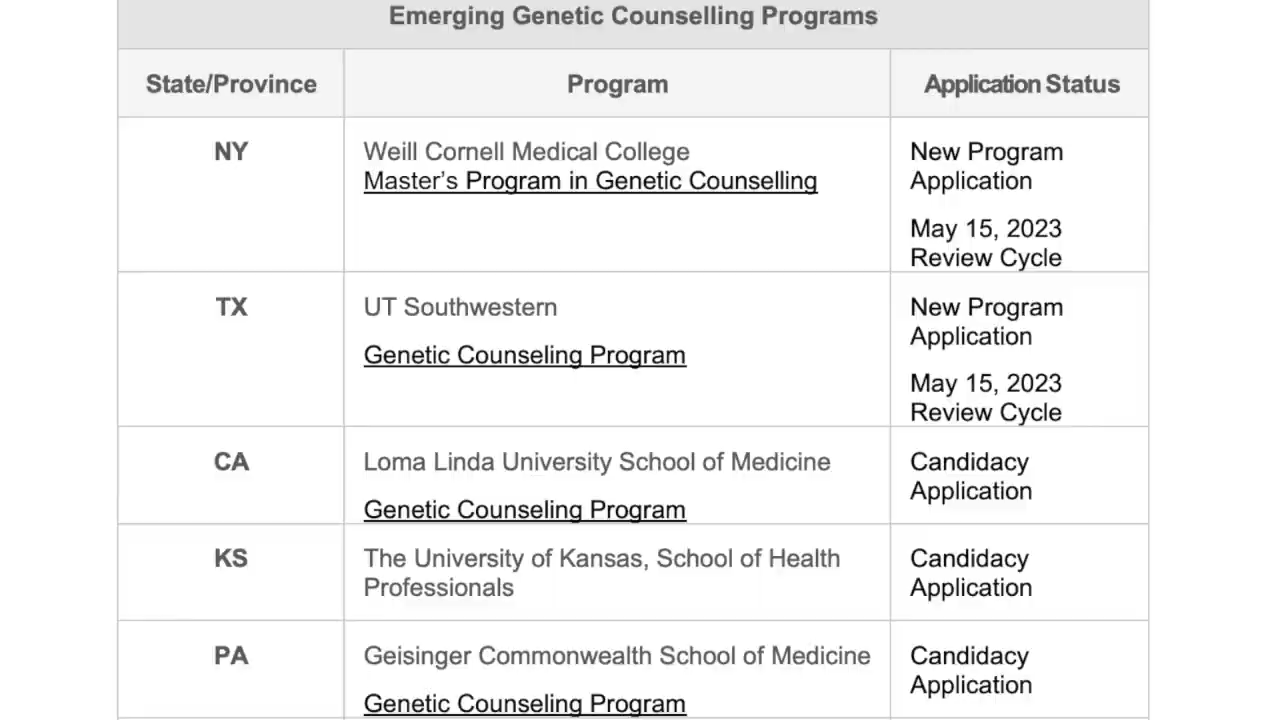 Emerging Genetic Counselling Programs
State/Province Program Application Status
NY
Weill Cornell Medical College
Master’s Program in Genetic Counselling
New Program
Application
May 15, 2023
Review Cycle
TX
UT Southwestern
Genetic Counseling Program
New Program
Application
May 15, 2023
Review Cycle
CA
Loma Linda University School of Medicine
Genetic Counseling Program
Candidacy
Application
KS
The University of Kansas, School of Health
Professionals
Candidacy
Application
PA
Geisinger Commonwealth School of Medicine
Genetic Counseling Program
Candidacy
Application